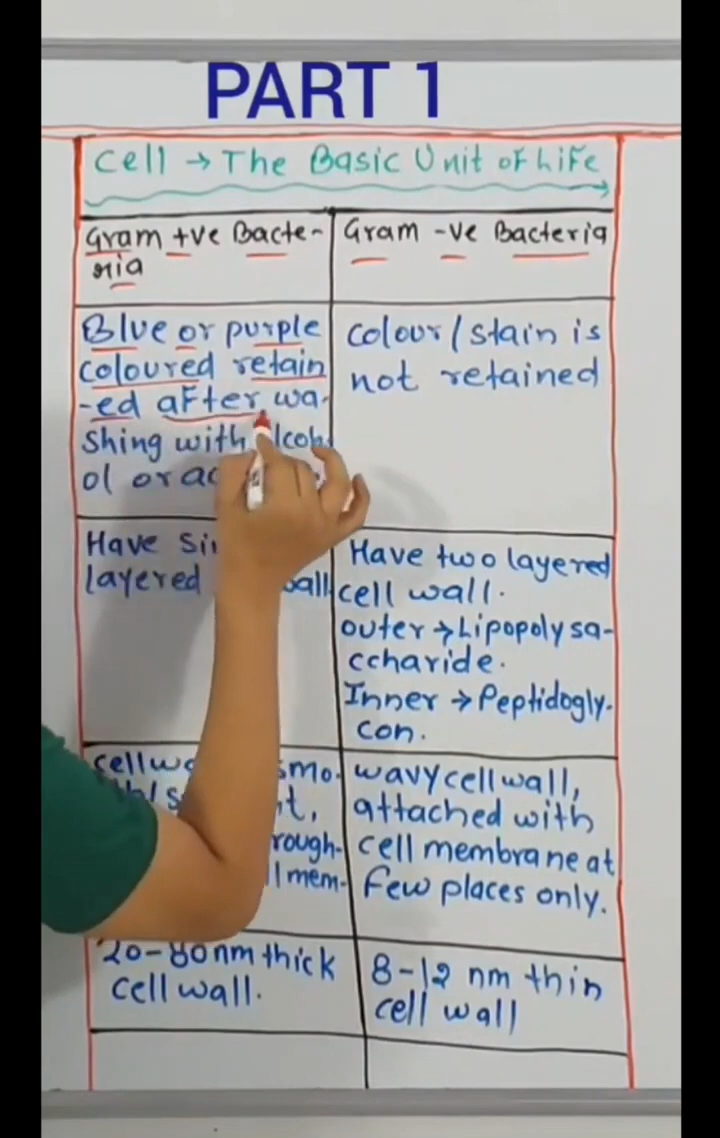 PART 1
Cell → The Basic Unit of Life
Gram +ve Bacte-
ria
Gram -ve Bacteria
Blue or purple
coloured retain
-ed after wa-
shing with
ol or
colour/stain is
not retained
Have
layered
Have two layered
cell wall.
outer → Lipopolysa-
ccharide.
Inner → Peptidogly-
con.
smo-
rough-
mem-
wavy cell wall,
attached with
cell membrane at
few places only.
20-80nm thick
cell wall.
8-12 nm thin
cell wall